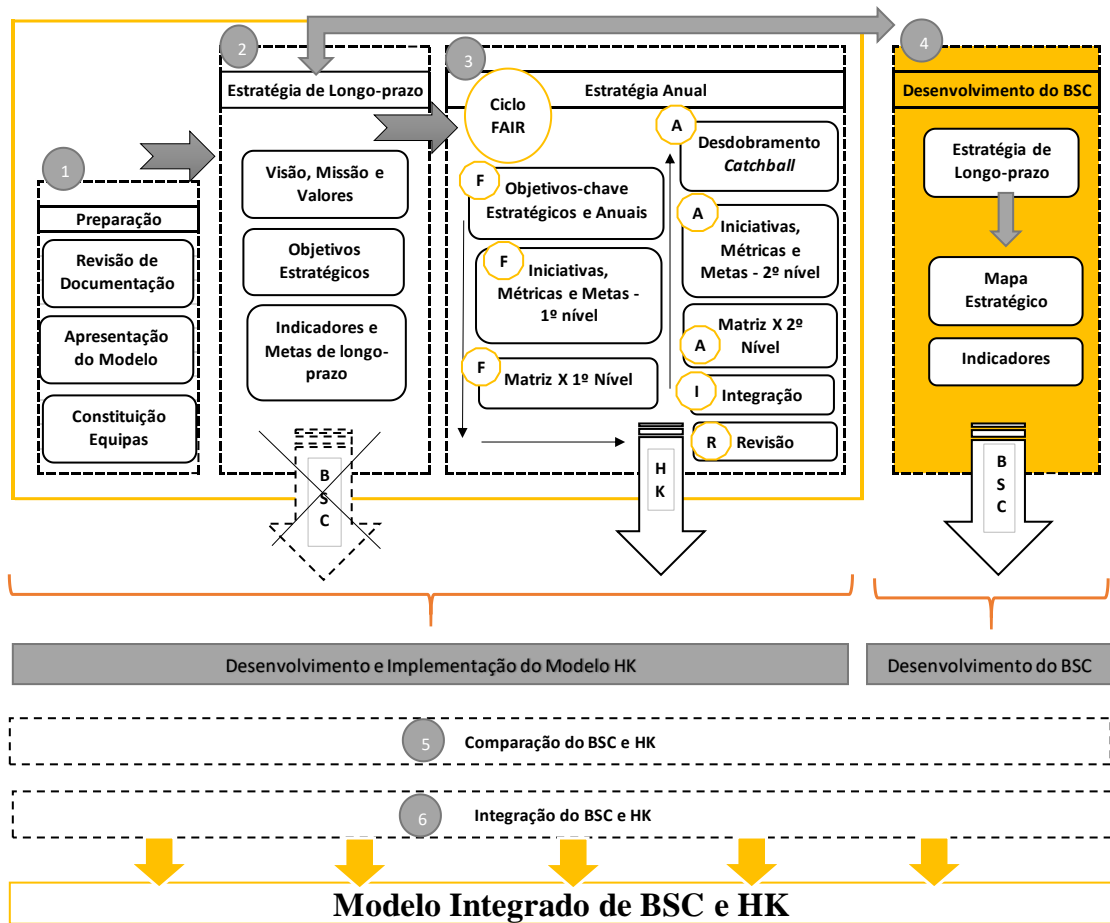 1
Preparação
Revisão de
Documentação
Apresentação
do Modelo
Constituição
Equipas
2
Estratégia de Longo-prazo
Visão, Missão e
Valores
Objetivos
Estratégicos
Indicadores e
Metas de longo-
prazo
B
S
C
3
Estratégia Anual
Ciclo
FAIR
F
Objetivos-chave
Estratégicos e Anuais
F
Iniciativas,
Métricas e Metas -
1º nível
F
Matriz X 1º Nível
A
Desdobramento
Catchball
A
Iniciativas,
Métricas e
Metas - 2º nível
A
Matriz X 2º
Nível
I
Integração
R
Revisão
H
K
4
Desenvolvimento do BSC
Estratégia de
Longo-prazo
Mapa
Estratégico
Indicadores
B
S
C
Desenvolvimento e Implementação do Modelo HK
Desenvolvimento do BSC
5
Comparação do BSC e HK
6
Integração do BSC e HK
Modelo Integrado de BSC e HK